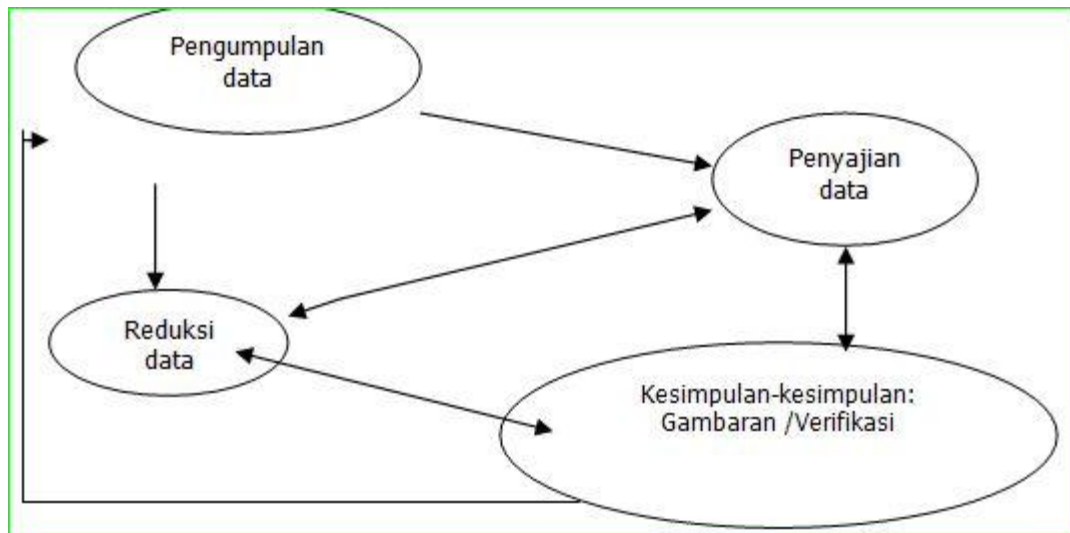 Pengumpulan
data
Penyajian
data
Reduksi
data
Kesimpulan-kesimpulan:
Gambaran /Verifikasi